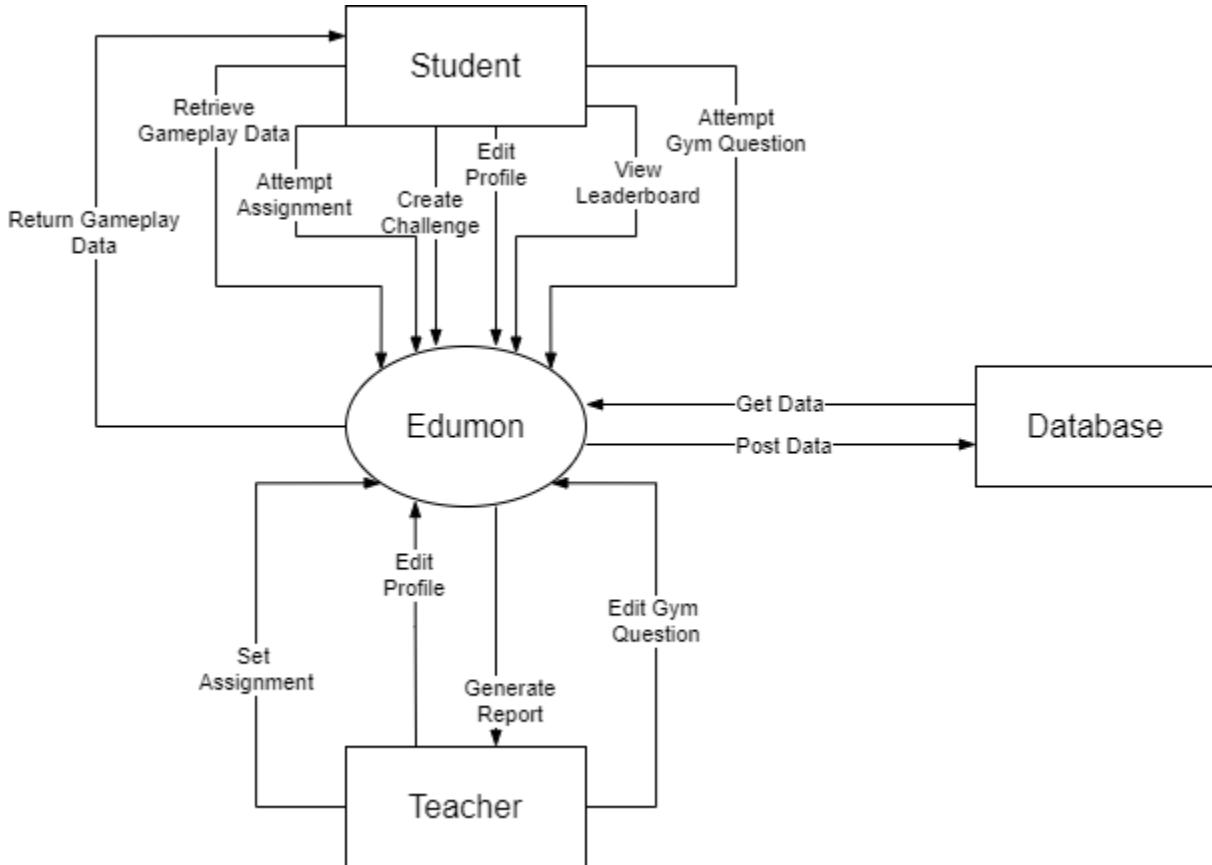 Student
Retrieve
Gameplay Data
Attempt
Gym Question
Edit
Profile
View
Leaderboard
Attempt
Assignment
Create
Challenge
Return Gameplay
Data
Edumon
Get Data
Post Data
Database
Edit
Profile
Edit Gym
Question
Set
Assignment
Generate
Report
Teacher